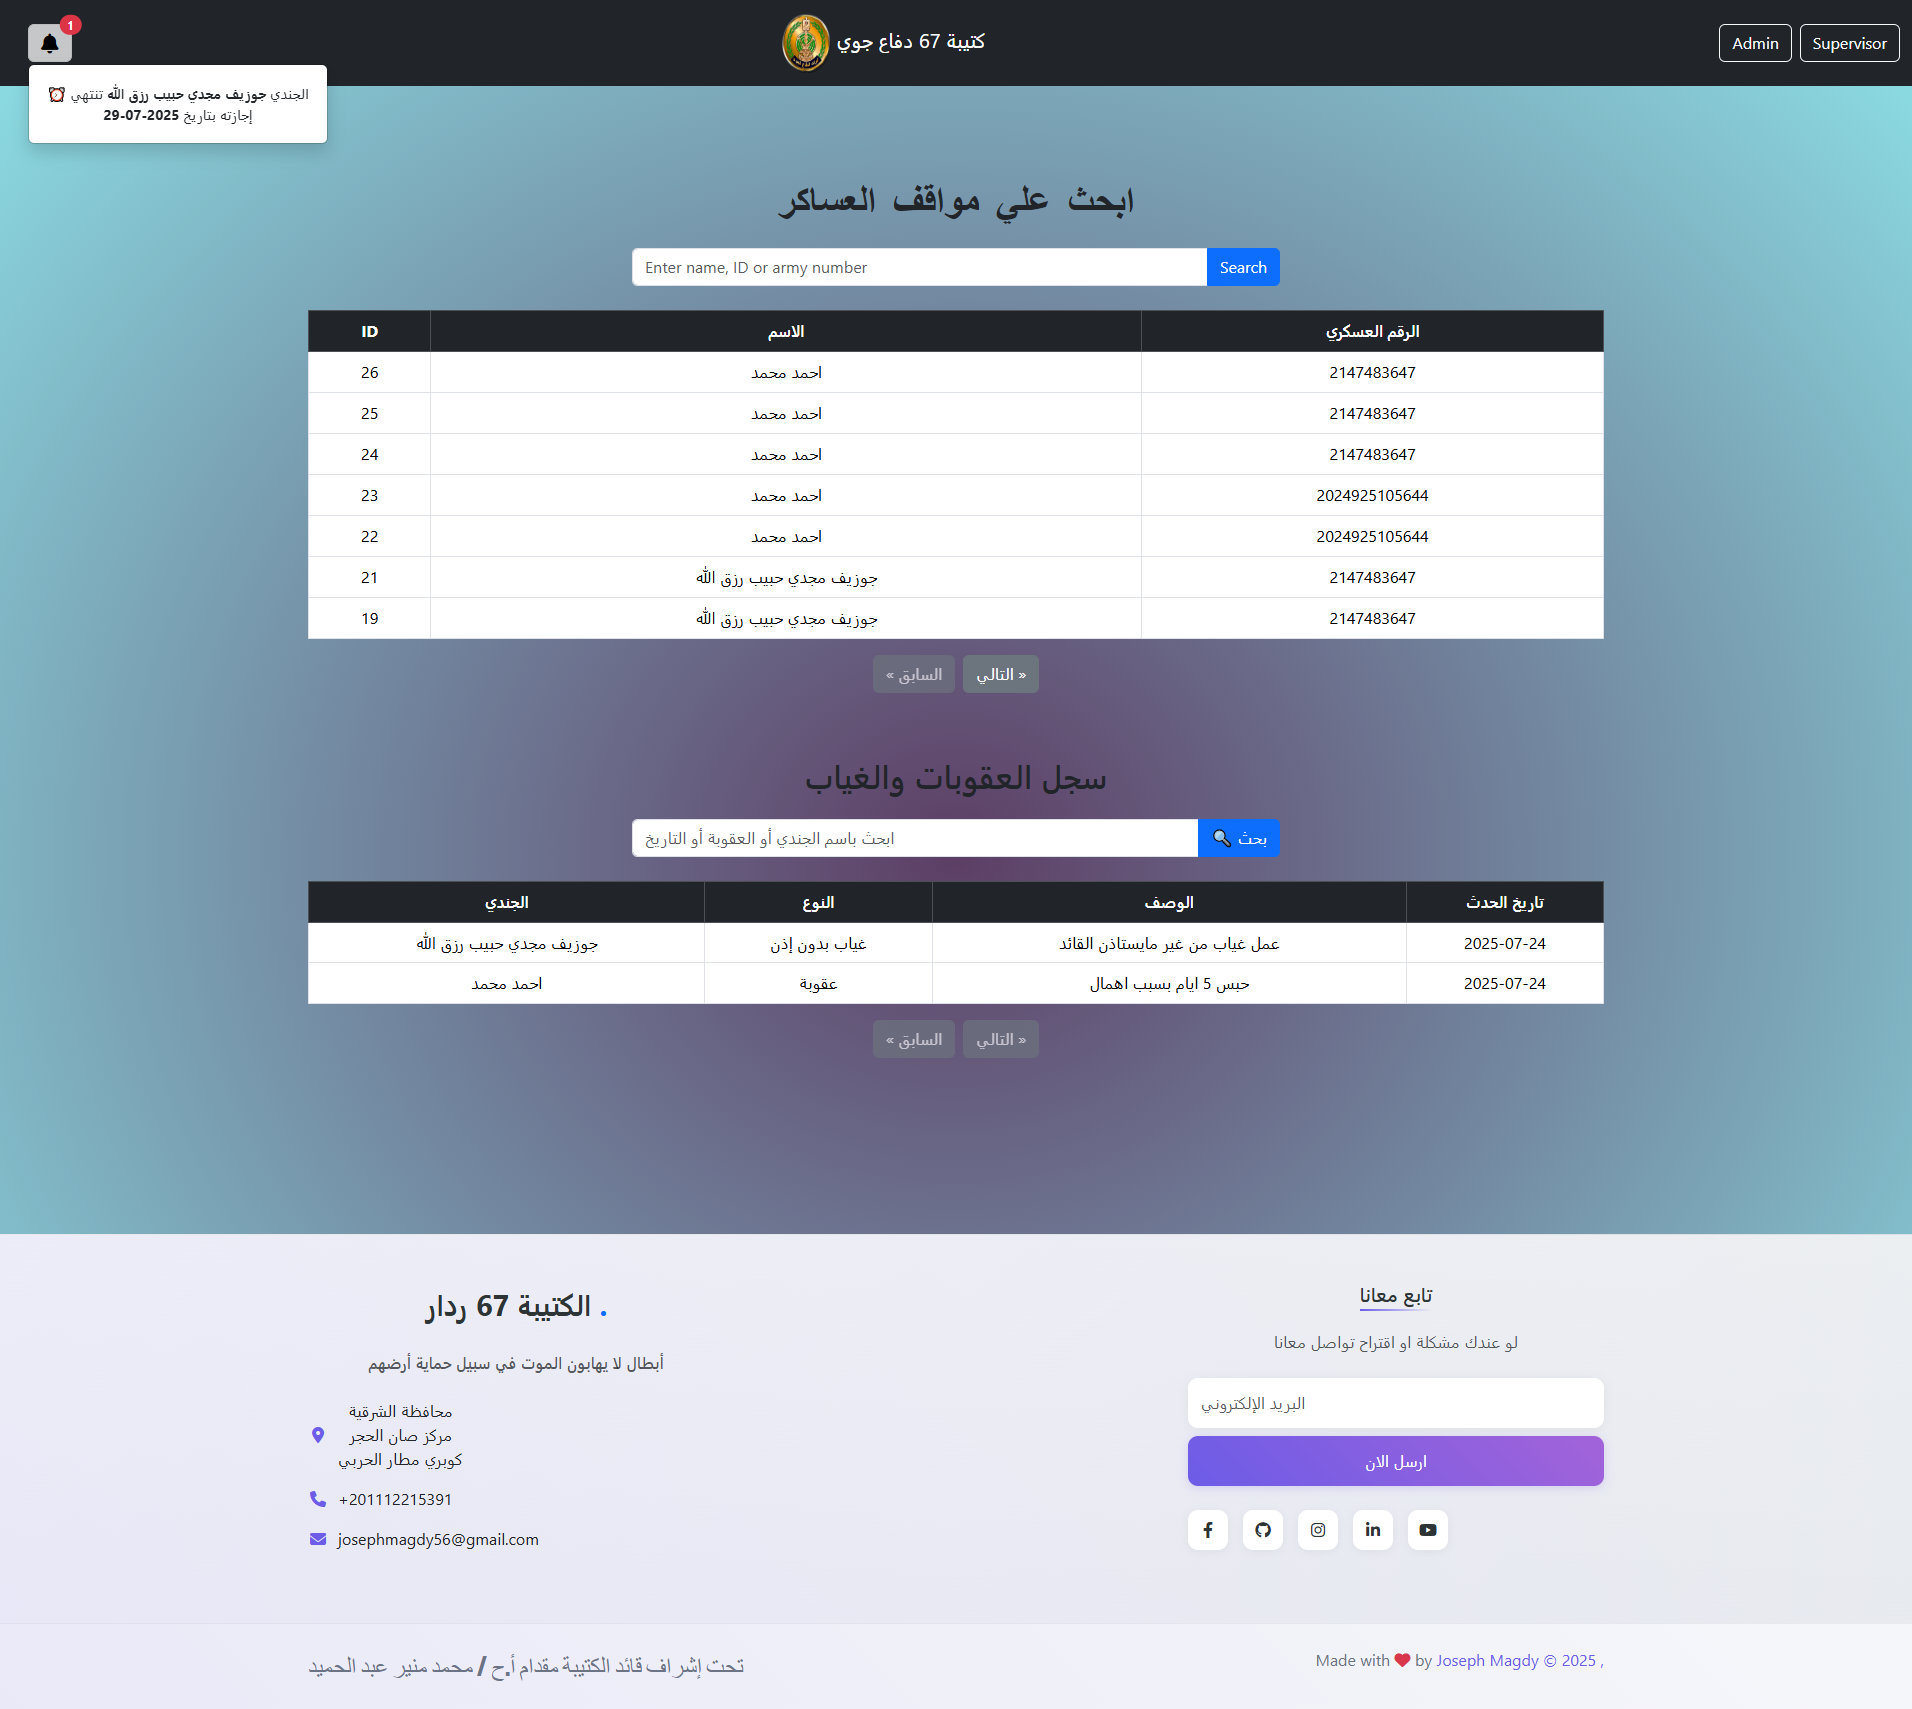 1
كتيبة 67 دفاع جوي
Admin
Supervisor
الجندي جوزيف مجدي حبيب رزق الله تنتهي
إجازته بتاريخ 2025-07-29
ابحث علي مواقف العساكر
Enter name, ID or army number
Search
ID الاسم الرقم العسكري
26 احمد محمد 2147483647
25 احمد محمد 2147483647
24 احمد محمد 2147483647
23 احمد محمد 2024925105644
22 احمد محمد 2024925105644
21 جوزيف مجدي حبيب رزق الله 2147483647
19 جوزيف مجدي حبيب رزق الله 2147483647
السابق »
« التالي
سجل العقوبات والغياب
ابحث باسم الجندي أو العقوبة أو التاريخ
بحث
الجندي النوع الوصف تاريخ الحدث
جوزيف مجدي حبيب رزق الله غياب بدون إذن عمل غياب من غير مايستاذن القائد 2025-07-24
احمد محمد عقوبة حبس 5 ايام بسبب اهمال 2025-07-24
السابق »
« التالي
الكتيبة 67 ردار .
أبطال لا يهابون الموت في سبيل حماية أرضهم
محافظة الشرقية
مركز صان الحجر
كوبري مطار الحربي
+201112215391
josephmagdy56@gmail.com
تابع معانا
لو عندك مشكلة او اقتراح تواصل معانا
البريد الإلكتروني
ارسل الان
تحت إشراف قائد الكتيبة مقدام أ.ح / محمد منير عبد الحميد
Made with ❤ by Joseph Magdy © 2025 ,